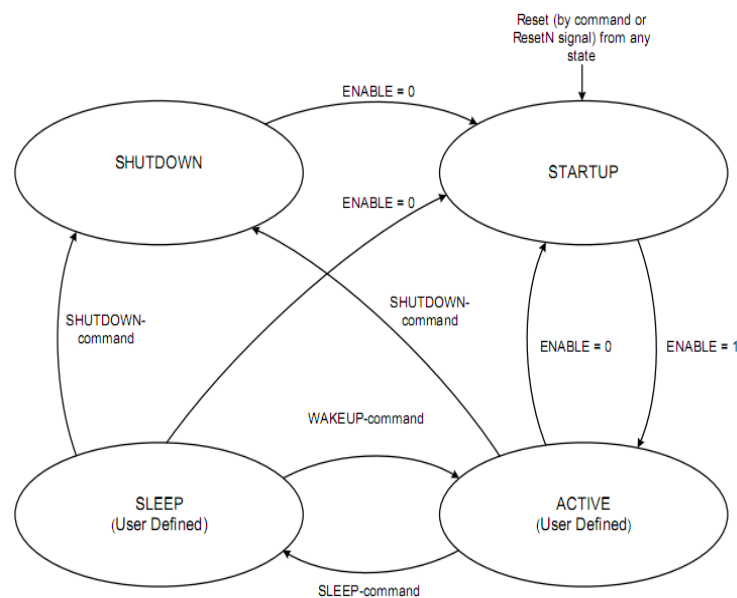 Reset (by command or
ResetN signal) from any
state
ENABLE = 0
SHUTDOWN
STARTUP
ENABLE = 0
SHUTDOWN-
command
SHUTDOWN-
command
ENABLE = 0
ENABLE = 1
WAKEUP-command
SLEEP
(User Defined)
ACTIVE
(User Defined)
SLEEP-command